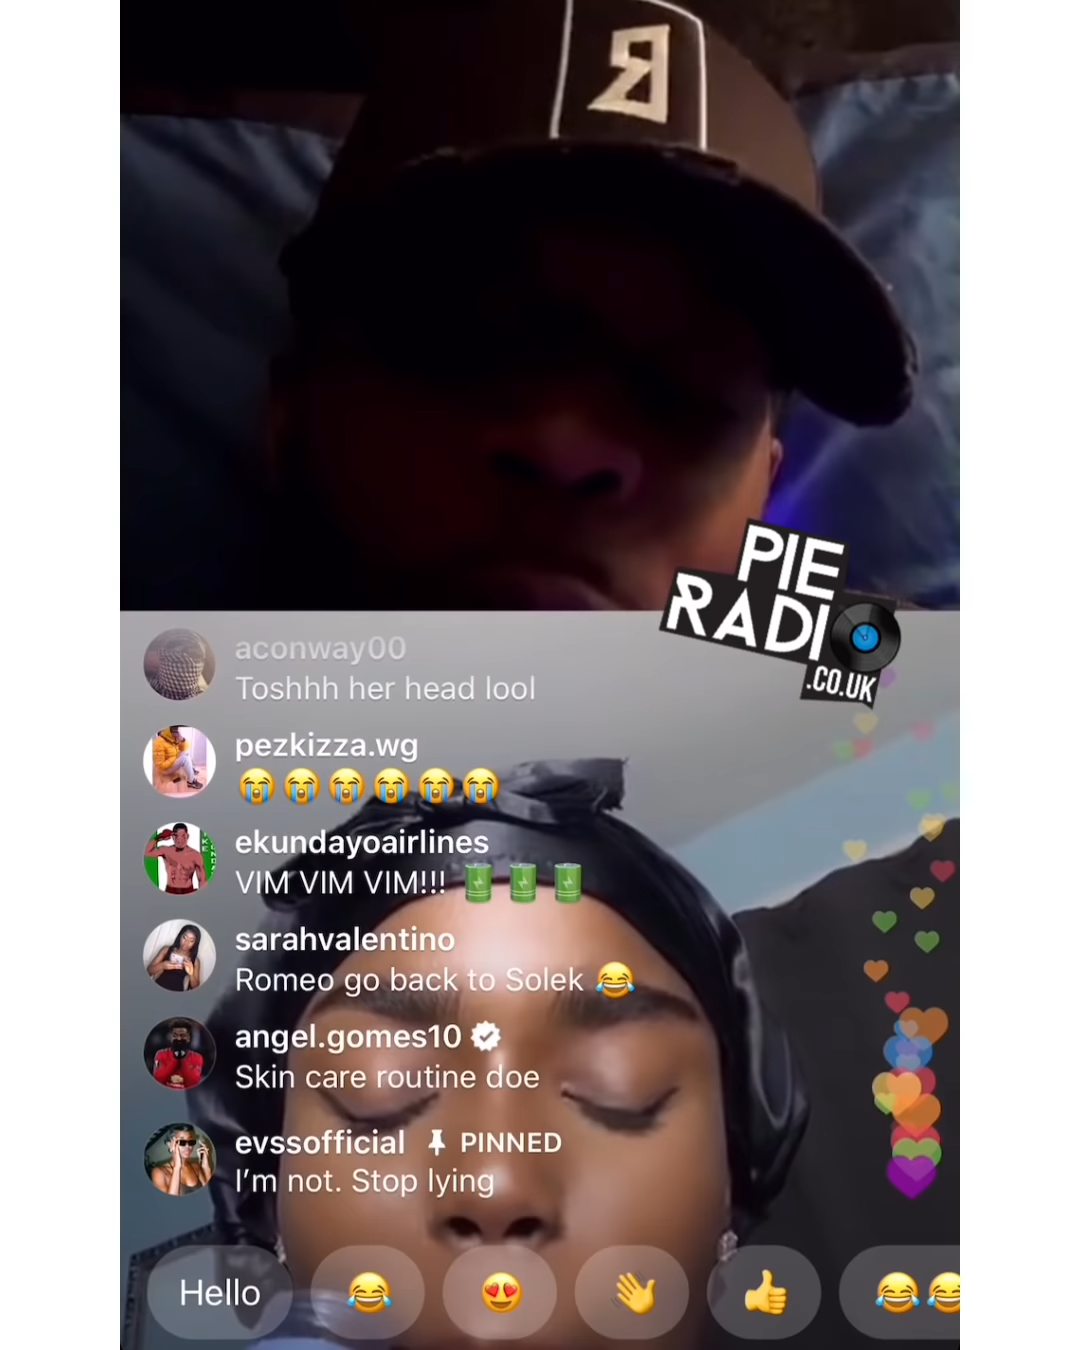 B
PIE
RADIO
.CO.UK
aconway00
Toshhh her head lool
pezkizza.wg
😭😭😭😭😭😭
ekundayoairlines
VIM VIM VIM!!! 🔋🔋🔋
sarahvalentino
Romeo go back to Solek 😂
angel.gomes10
Skin care routine doe
evssofficial PINNED
I'm not. Stop lying
Hello 😂 😍 👋 👍 😂😂